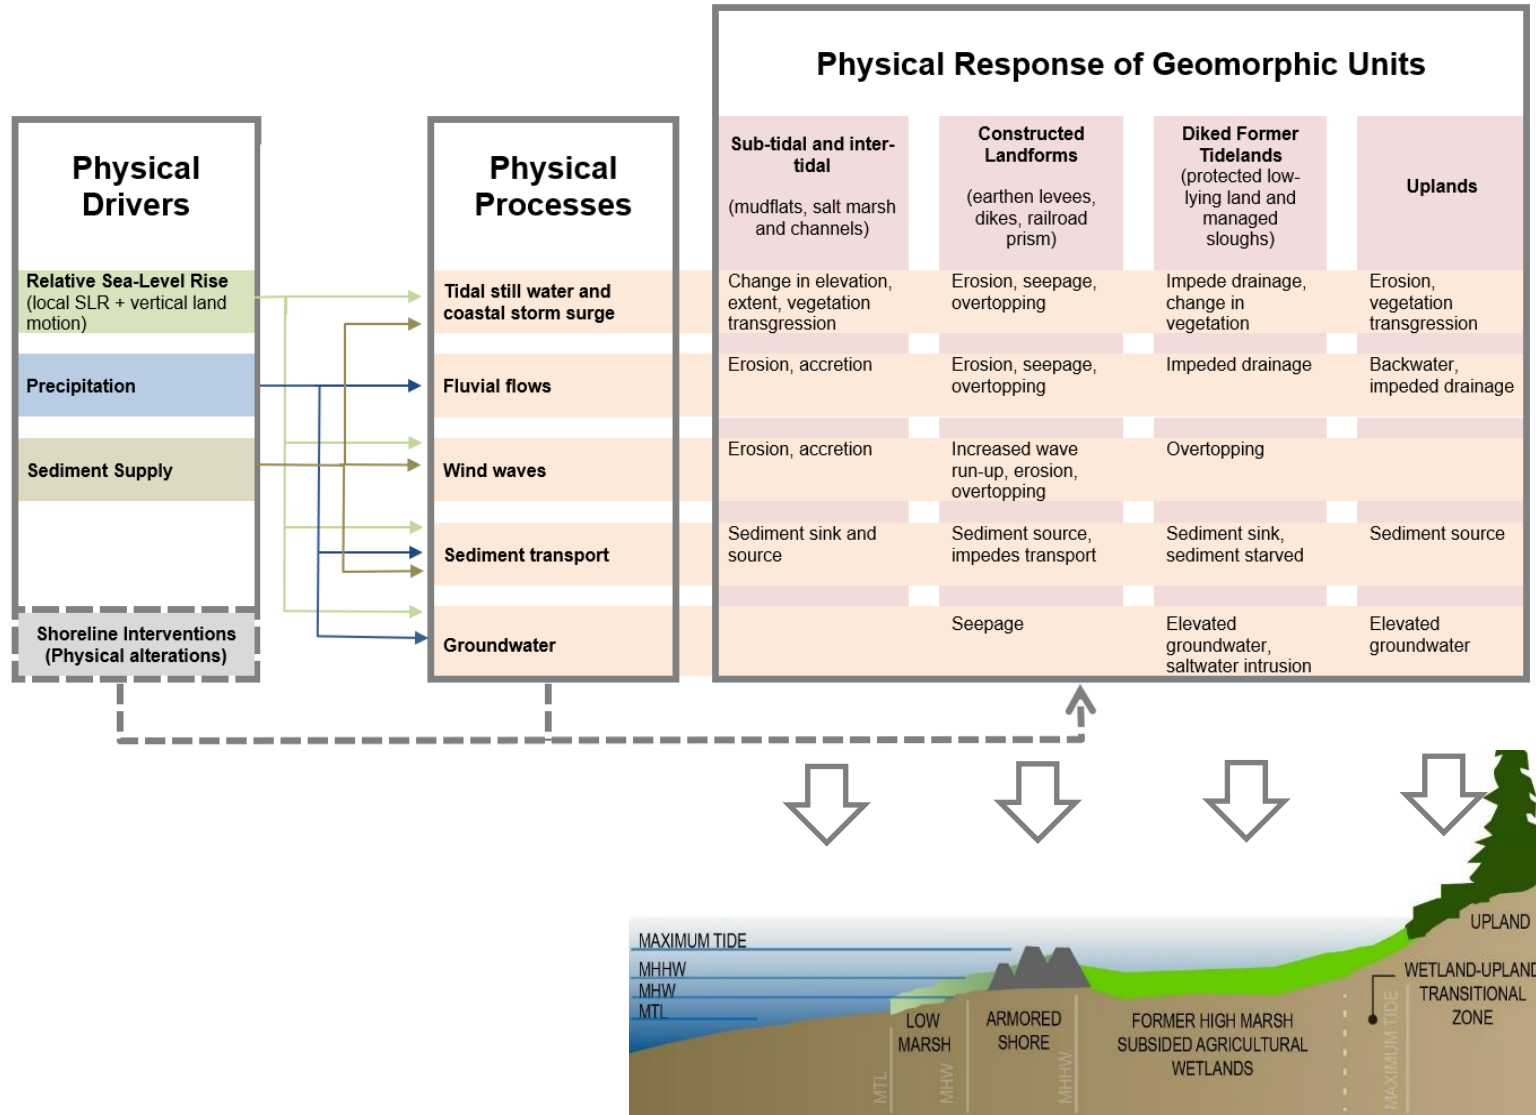 Physical Response of Geomorphic Units
Physical
Drivers
Physical
Processes
Sub-tidal and inter-
tidal
(mudflats, salt marsh
and channels)
Constructed
Landforms
(earthen levees,
dikes, railroad
prism)
Diked Former
Tidelands
(protected low-
lying land and
managed
sloughs)
Uplands
Relative Sea-Level Rise
(local SLR + vertical land
motion)
Tidal still water and
coastal storm surge
Change in elevation,
extent, vegetation
transgression
Erosion, seepage,
overtopping
Impede drainage,
change in
vegetation
Erosion,
vegetation
transgression
Precipitation
Fluvial flows
Erosion, accretion
Erosion, seepage,
overtopping
Impeded drainage
Backwater,
impeded drainage
Sediment Supply
Wind waves
Erosion, accretion
Increased wave
run-up, erosion,
overtopping
Overtopping
Sediment transport
Sediment sink and
source
Sediment source,
impedes transport
Sediment sink,
sediment starved
Sediment source
Shoreline Interventions
(Physical alterations)
Groundwater
Seepage
Elevated
groundwater,
saltwater intrusion
Elevated
groundwater
MAXIMUM TIDE
MHHW
MHW
MTL
LOW
MARSH
ARMORED
SHORE
FORMER HIGH MARSH
SUBSIDED AGRICULTURAL
WETLANDS
UPLAND
WETLAND-UPLAND
TRANSITIONAL
ZONE
MTL
MHW
MHHW
MAXIMUM TIDE